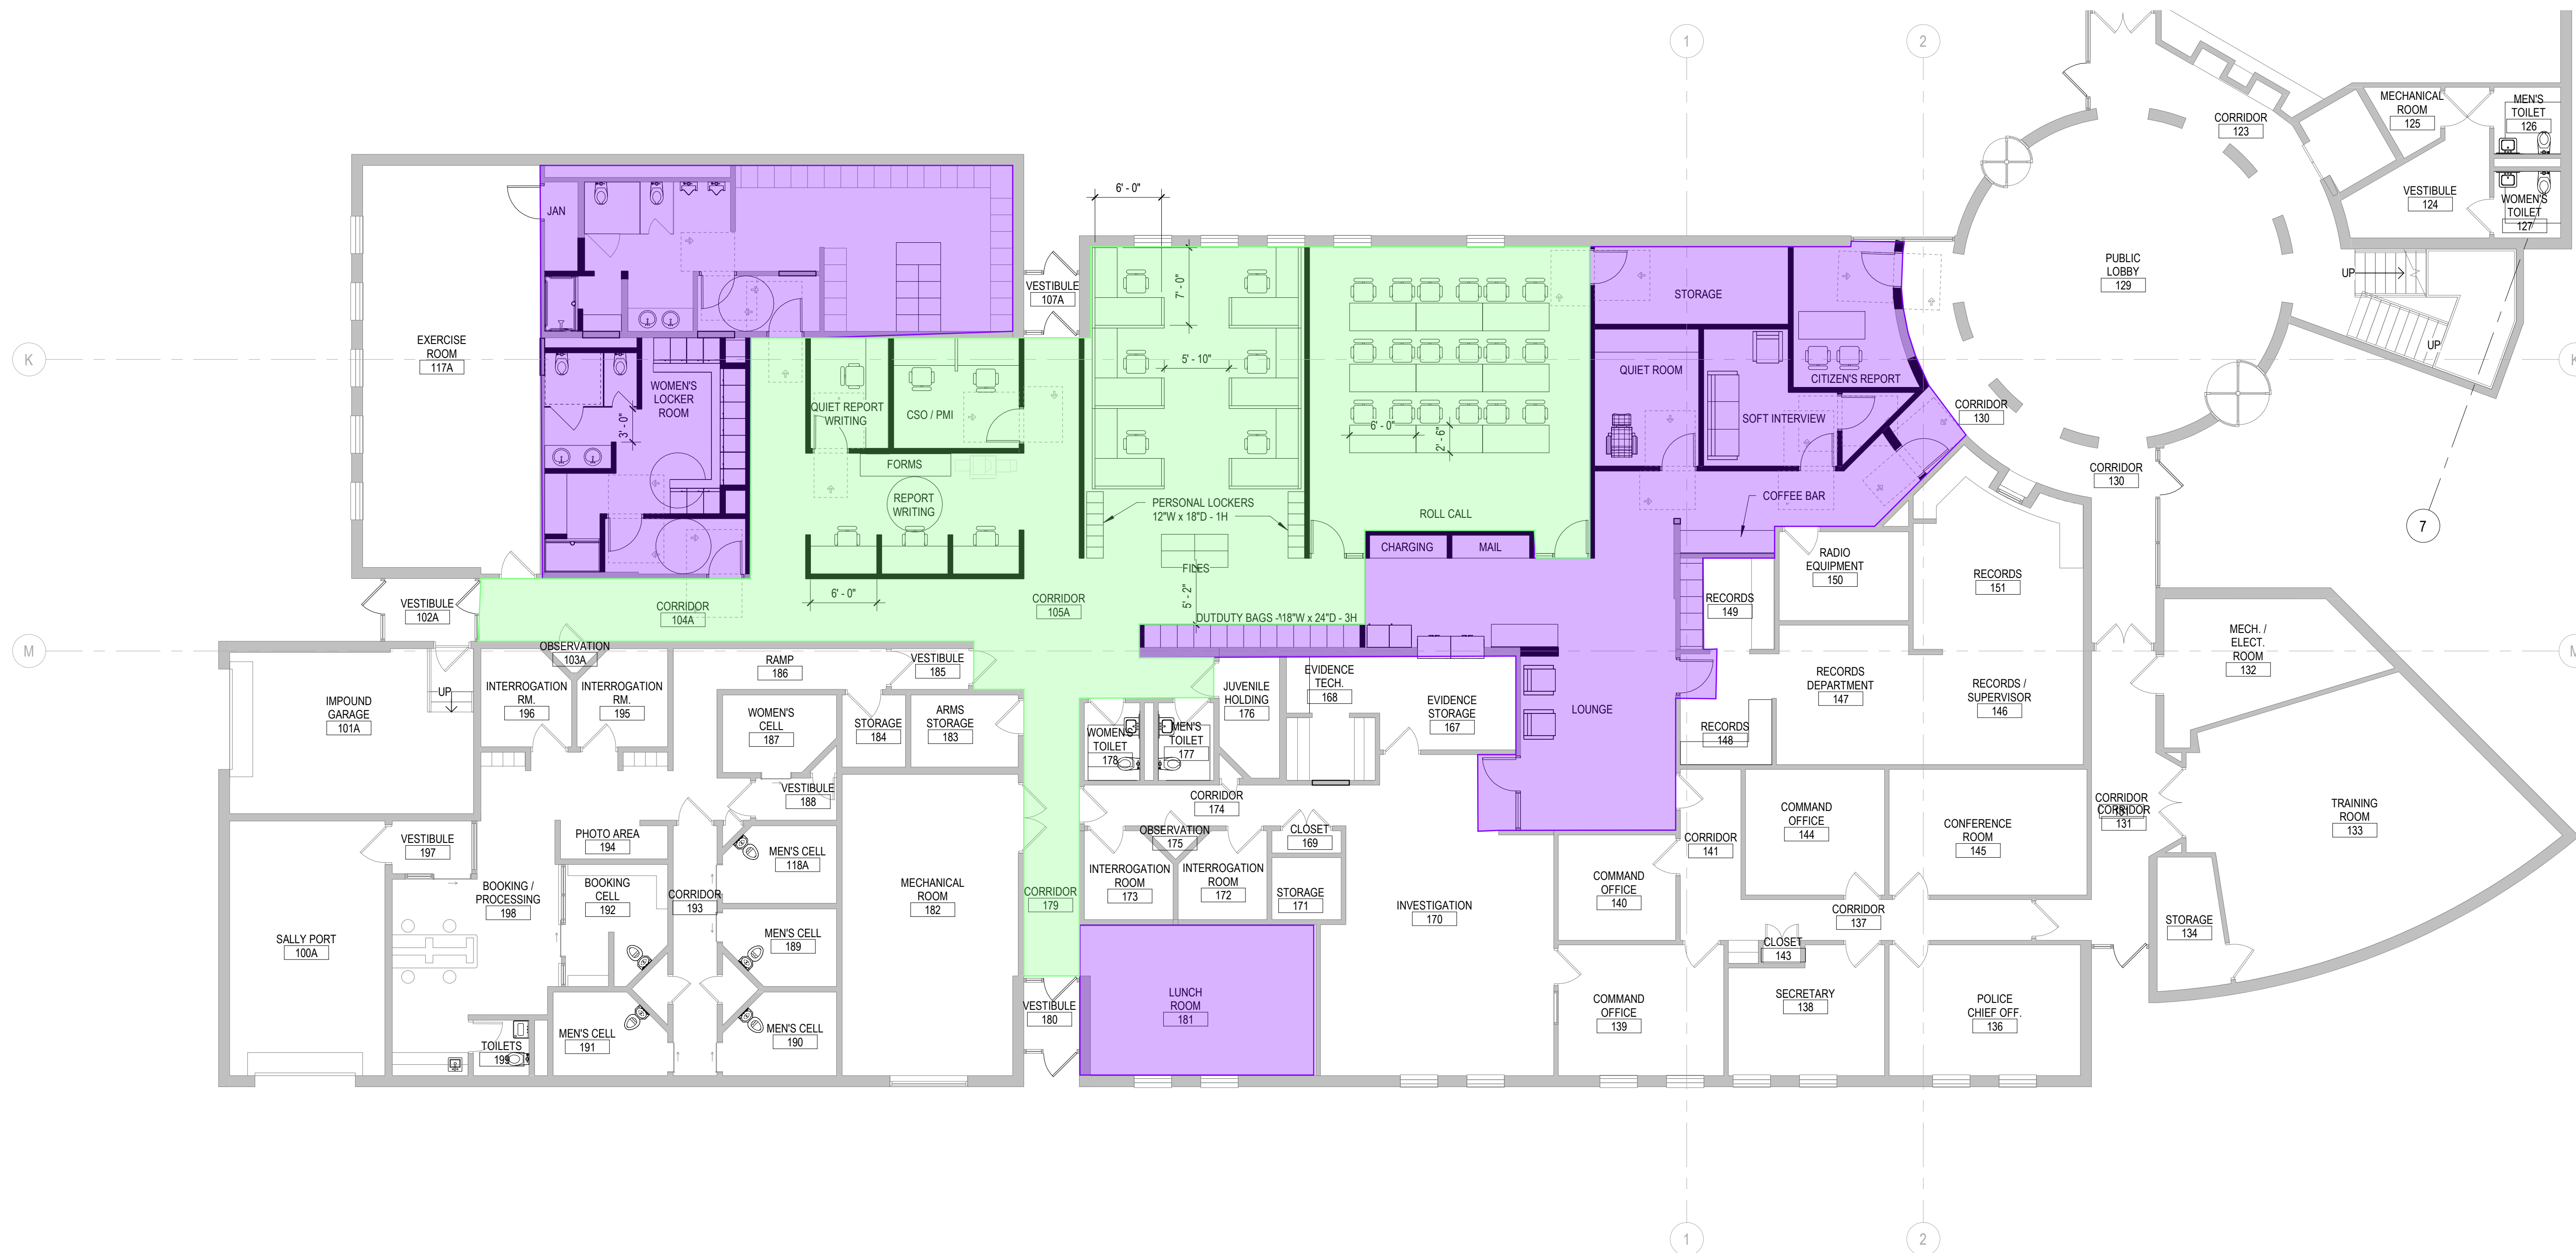 1
2
MECHANICAL
ROOM
125
MEN'S
TOILET
126
CORRIDOR
123
VESTIBULE
124
WOMEN'S
TOILET
127
6' - 0"
JAN
7' - 0"
VESTIBULE
107A
STORAGE
PUBLIC
LOBBY
129
UP
UP
K
EXERCISE
ROOM
117A
WOMEN'S
LOCKER
ROOM
3' - 0"
QUIET REPORT
WRITING
CSO / PMI
5' - 10"
QUIET ROOM
CITIZEN'S REPORT
K
6' - 0"
2' - 6"
SOFT INTERVIEW
CORRIDOR
130
FORMS
REPORT
WRITING
PERSONAL LOCKERS
12"W x 18"D - 1H
ROLL CALL
COFFEE BAR
CORRIDOR
130
7
CHARGING
MAIL
FILES
RADIO
EQUIPMENT
150
RECORDS
151
VESTIBULE
102A
CORRIDOR
104A
6' - 0"
CORRIDOR
105A
5' - 2"
DUTDUTY BAGS -\18"W x 24"D - 3H
RECORDS
149
MECH. /
ELECT.
ROOM
132
M
OBSERVATION
103A
RAMP
186
VESTIBULE
185
M
UP
IMPOUND
GARAGE
101A
INTERROGATION
RM.
196
INTERROGATION
RM.
195
WOMEN'S
CELL
187
STORAGE
184
ARMS
STORAGE
183
WOMEN'S
TOILET
178
MEN'S
TOILET
177
JUVENILE
HOLDING
176
EVIDENCE
TECH.
168
EVIDENCE
STORAGE
167
LOUNGE
RECORDS
148
RECORDS
DEPARTMENT
147
RECORDS /
SUPERVISOR
146
VESTIBULE
188
CORRIDOR
174
VESTIBULE
197
PHOTO AREA
194
MEN'S CELL
118A
OBSERVATION
175
CLOSET
169
CORRIDOR
141
COMMAND
OFFICE
144
CONFERENCE
ROOM
145
CORRIDOR
CORRIDOR
131
TRAINING
ROOM
133
BOOKING /
PROCESSING
198
BOOKING
CELL
192
CORRIDOR
193
MECHANICAL
ROOM
182
CORRIDOR
179
INTERROGATION
ROOM
173
INTERROGATION
ROOM
172
STORAGE
171
INVESTIGATION
170
COMMAND
OFFICE
140
CORRIDOR
137
STORAGE
134
SALLY PORT
100A
MEN'S CELL
189
CLOSET
143
VESTIBULE
180
LUNCH
ROOM
181
COMMAND
OFFICE
139
SECRETARY
138
POLICE
CHIEF OFF.
136
TOILETS
199
MEN'S CELL
191
MEN'S CELL
190
1
2